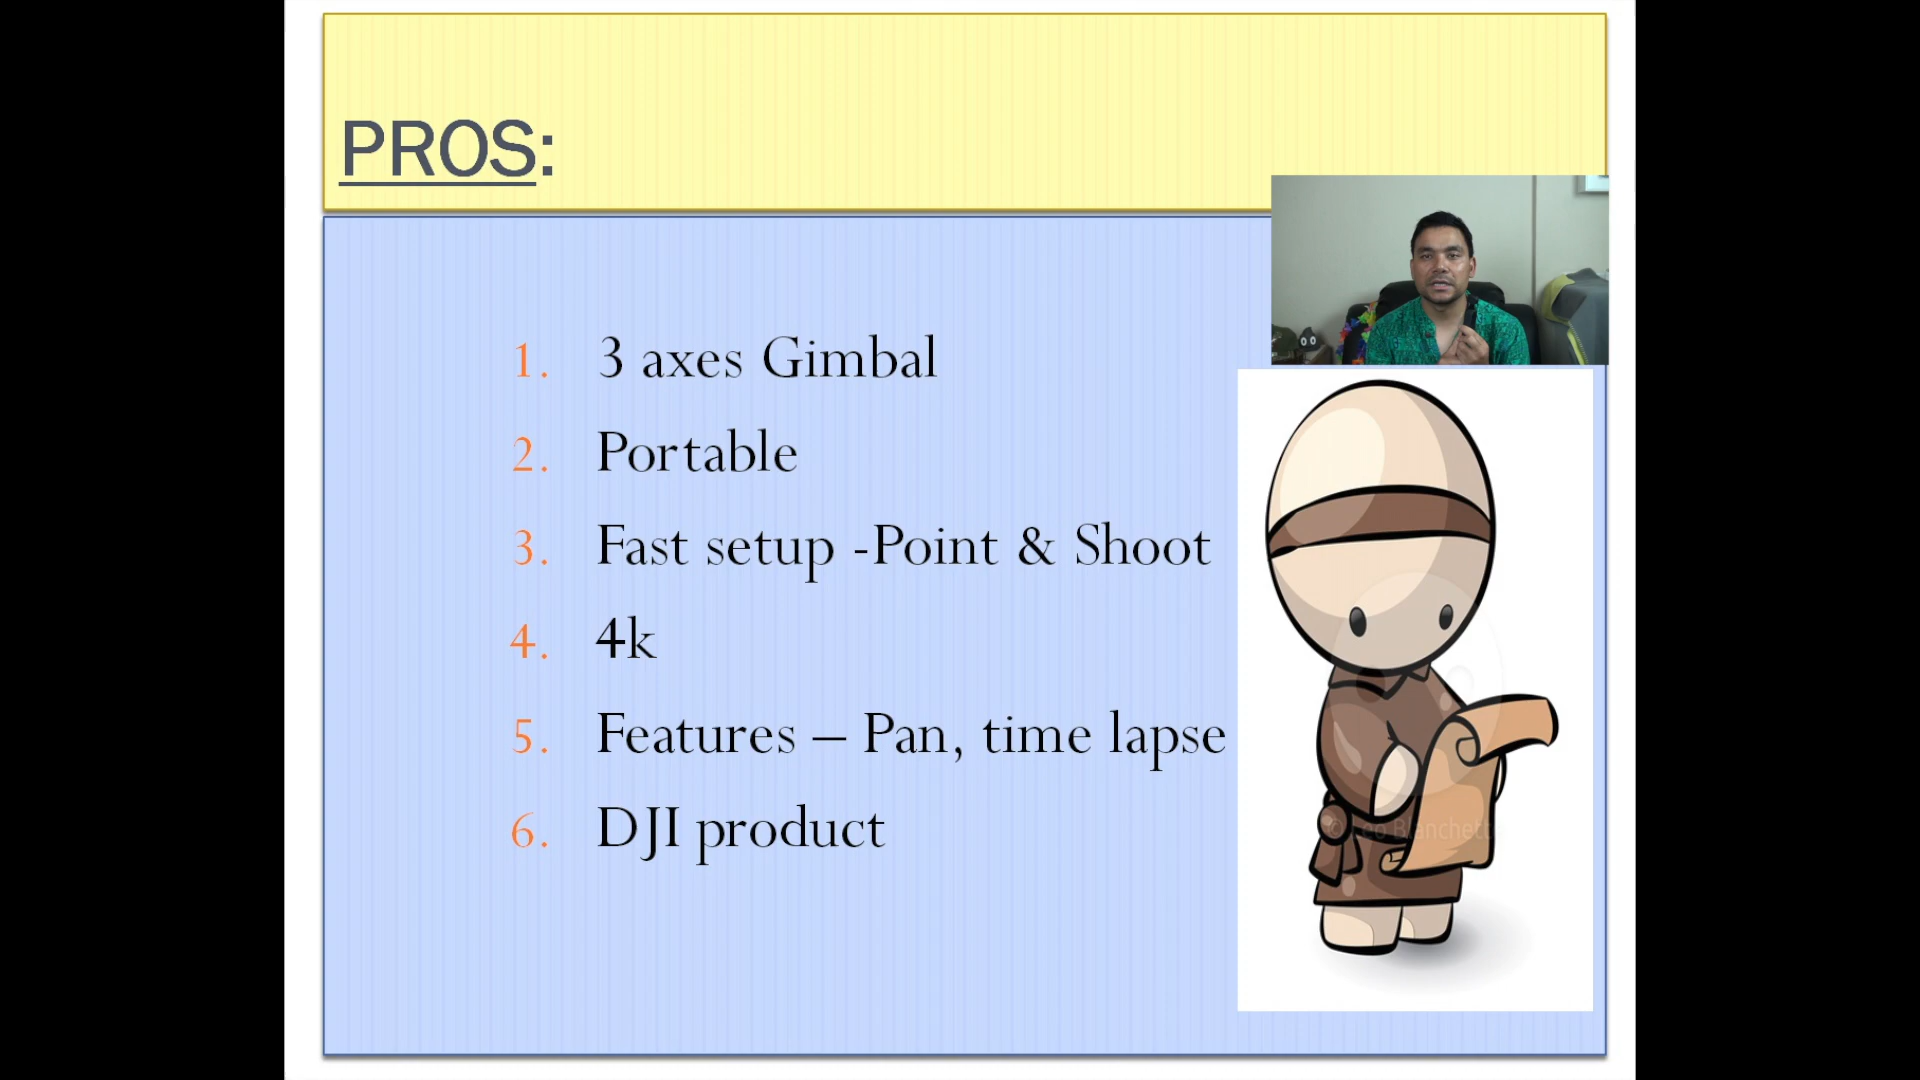 PROS:
1. 3 axes Gimbal
2. Portable
3. Fast setup -Point & Shoot
4. 4k
5. Features – Pan, time lapse
6. DJI product